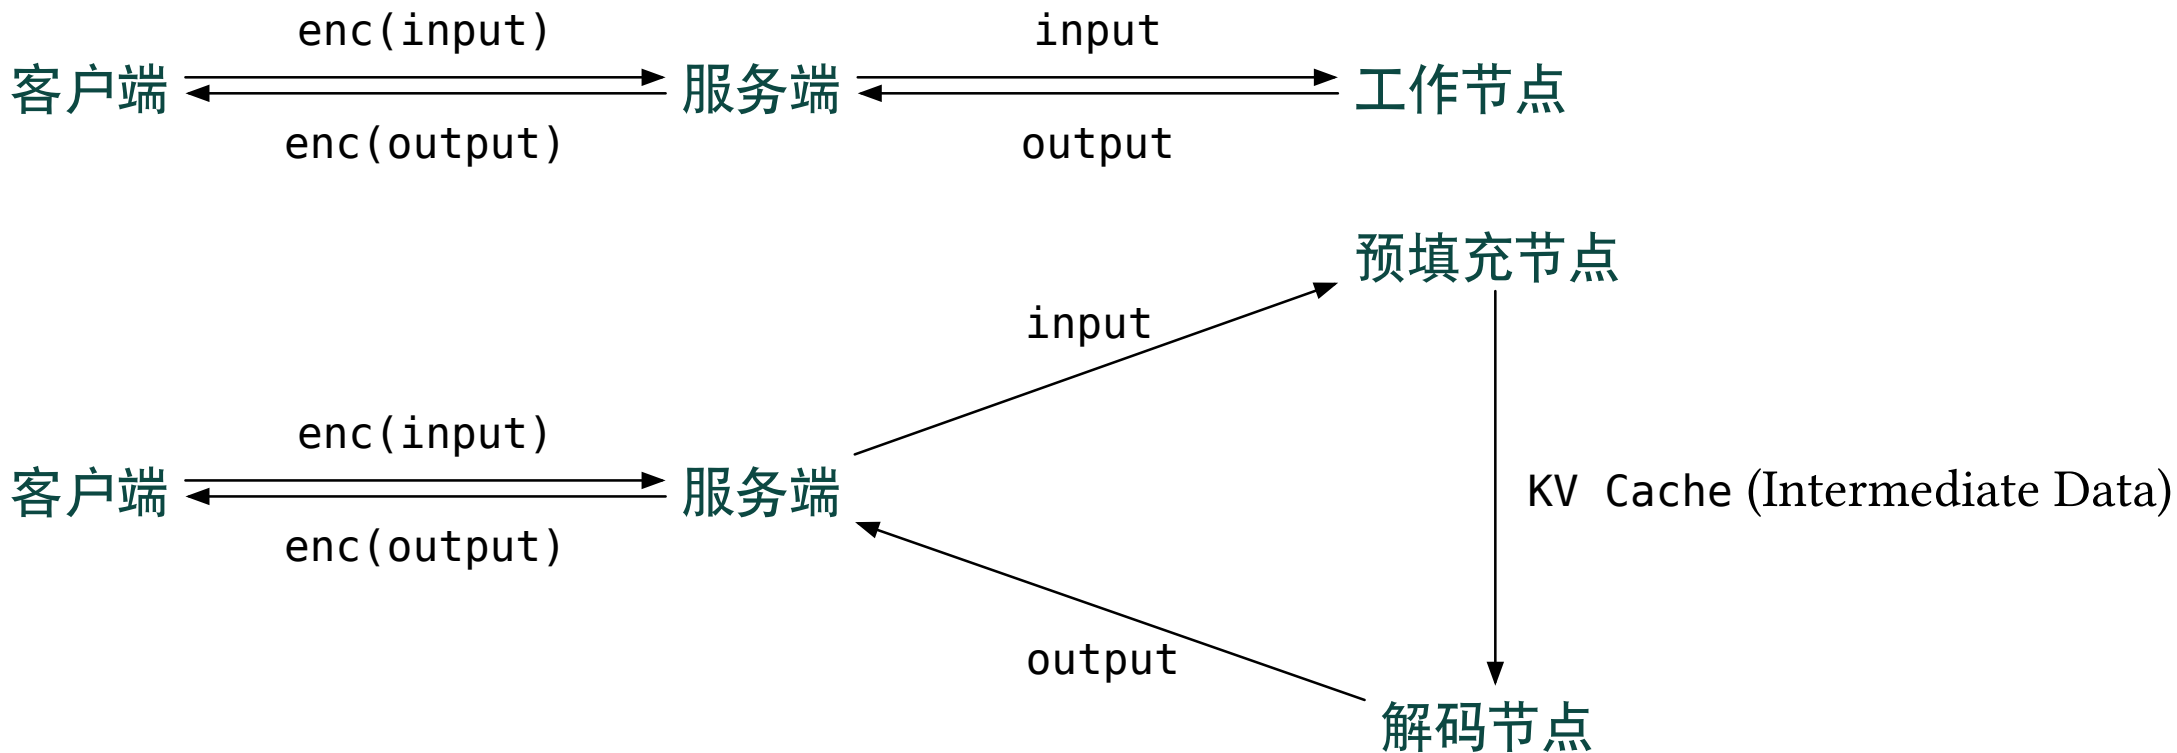 enc(input)
input
客户端
服务端
工作节点
enc(output)
output
预填充节点
input
enc(input)
客户端
服务端
KV Cache (Intermediate Data)
enc(output)
output
解码节点